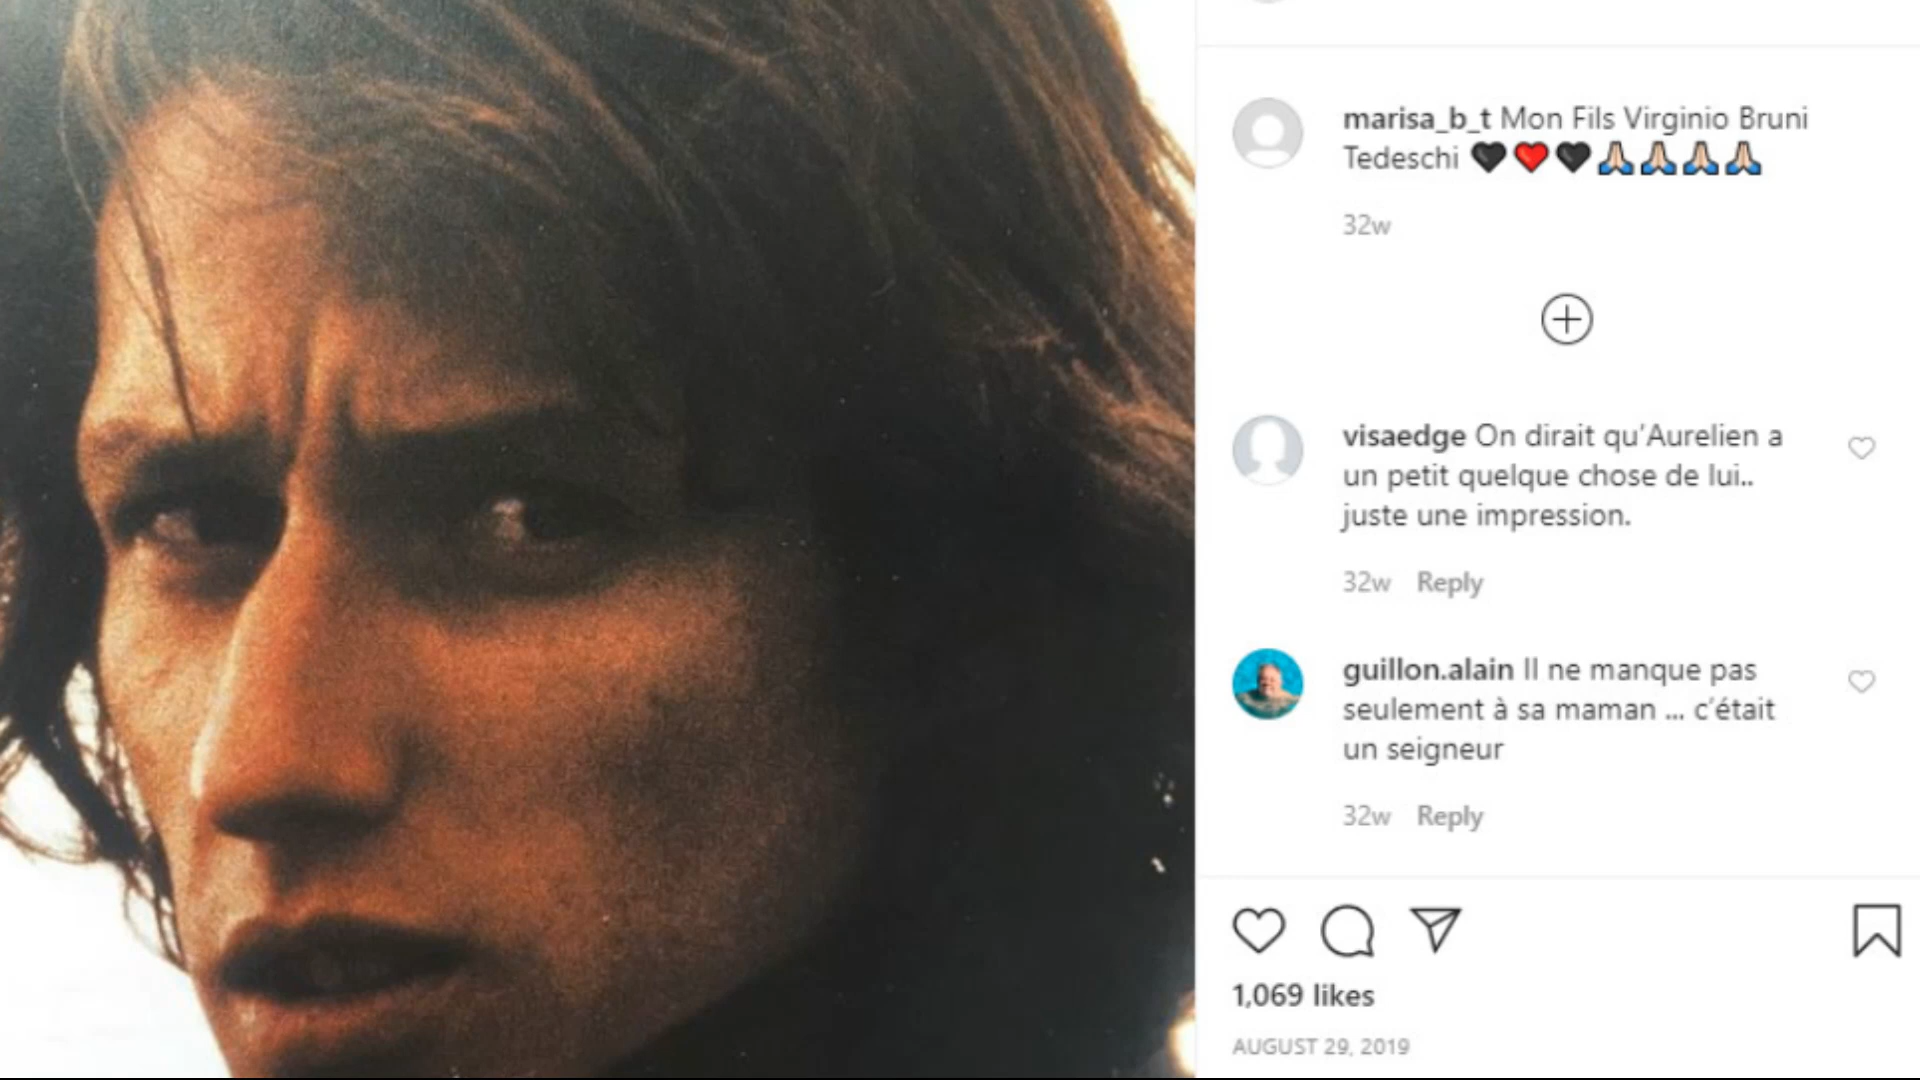 marisa_b_t Mon Fils Virginio Bruni
Tedeschi 🖤❤️🖤🙏🏻🙏🏻🙏🏻🙏🏻
32w
visaedge On dirait qu'Aurelien a
un petit quelque chose de lui..
juste une impression.
32w Reply
guillon.alain Il ne manque pas
seulement à sa maman ... c'était
un seigneur
32w Reply
1,069 likes
AUGUST 29, 2019